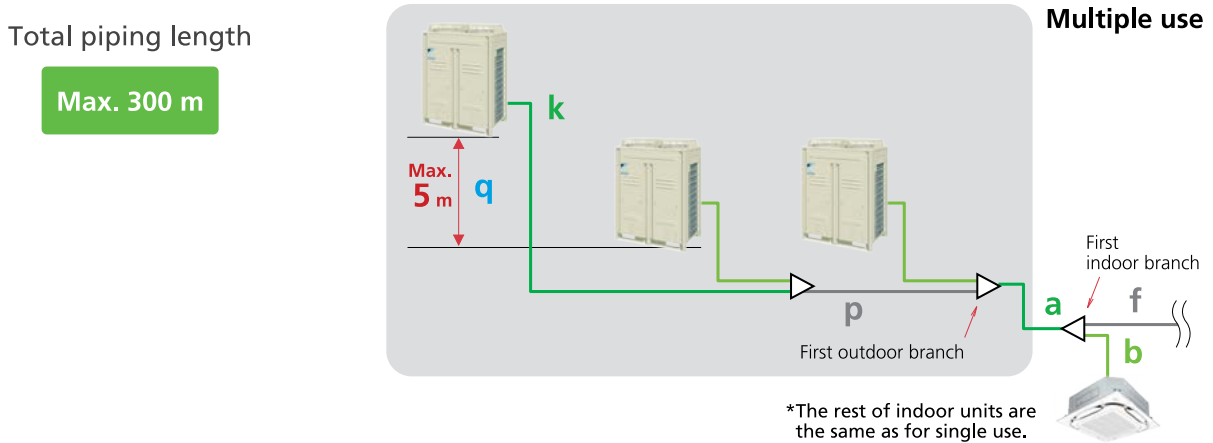 Total piping length
Max. 300 m
Multiple use
k
Max.
5 m
q
First
indoor branch
a
f
p
b
First outdoor branch
*The rest of indoor units are
the same as for single use.